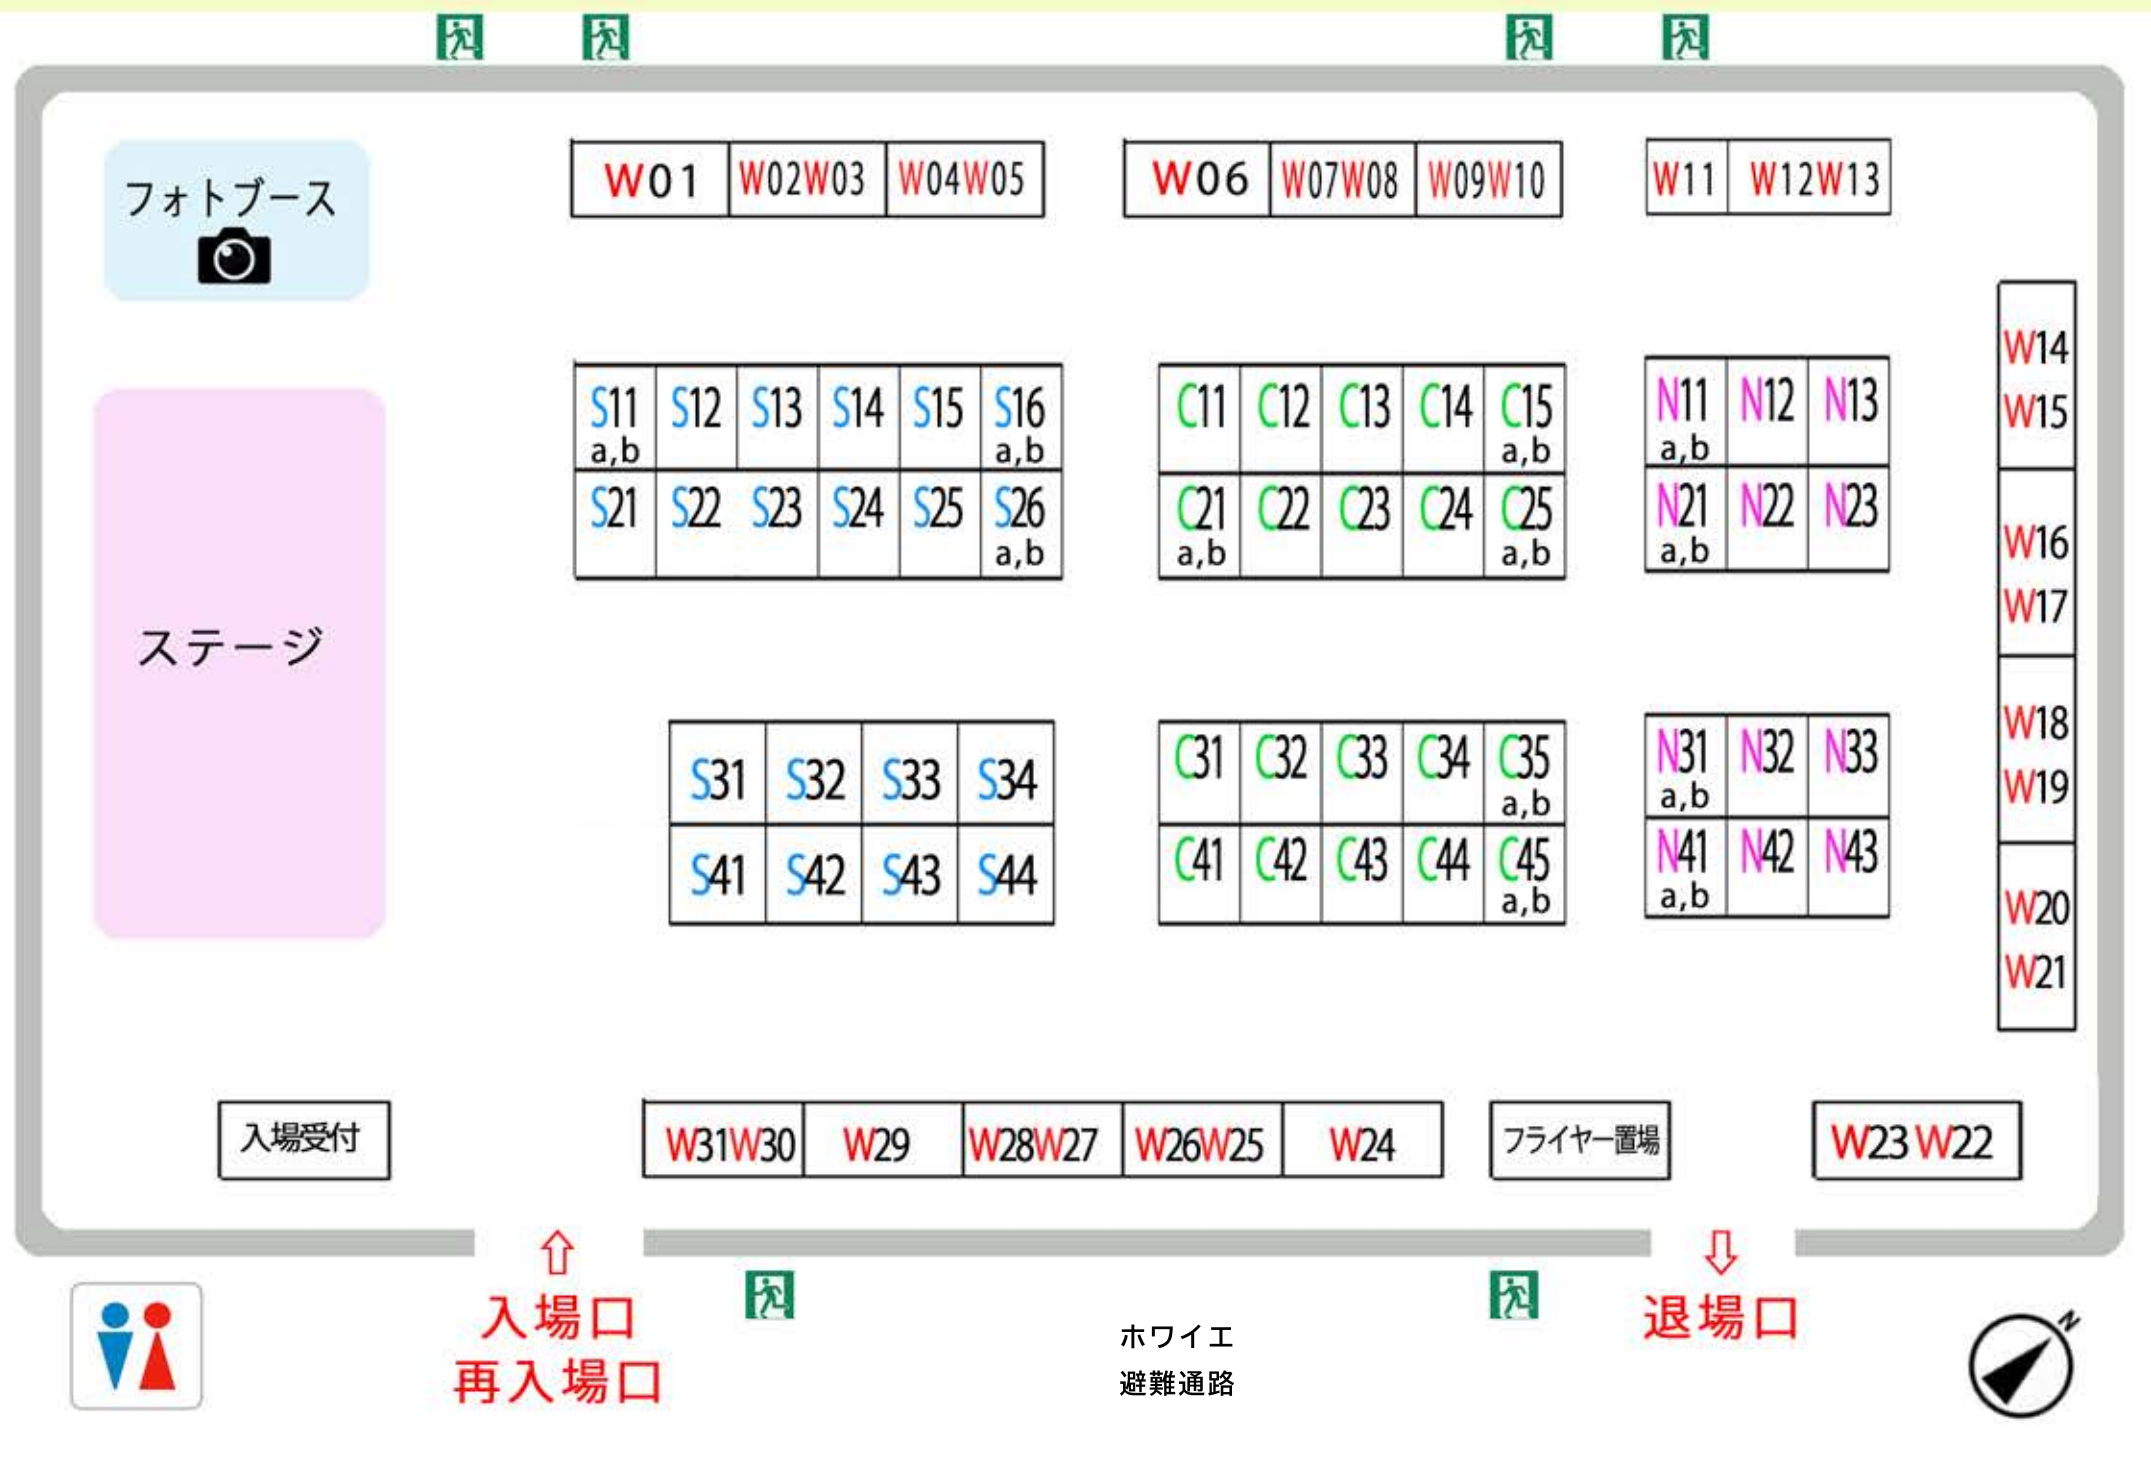 フォトブース
W01 W02W03 W04W05
W06 W07W08 W09W10
W11 W12W13
W14
W15
W16
W17
W18
W19
W20
W21
ステージ
S11 S12 S13 S14 S15 S16
a,b a,b
S21 S22 S23 S24 S25 S26
a,b
C11 C12 C13 C14 C15
a,b
C21 C22 C23 C24 C25
a,b a,b
N11 N12 N13
a,b
N21 N22 N23
a,b
S31 S32 S33 S34
S41 S42 S43 S44
C31 C32 C33 C34 C35
a,b
C41 C42 C43 C44 C45
a,b
N31 N32 N33
a,b
N41 N42 N43
a,b
入場受付
W31W30 W29 W28W27 W26W25 W24
フライヤー置場
W23 W22
入場口
再入場口
ホワイエ
避難通路
退場口
N